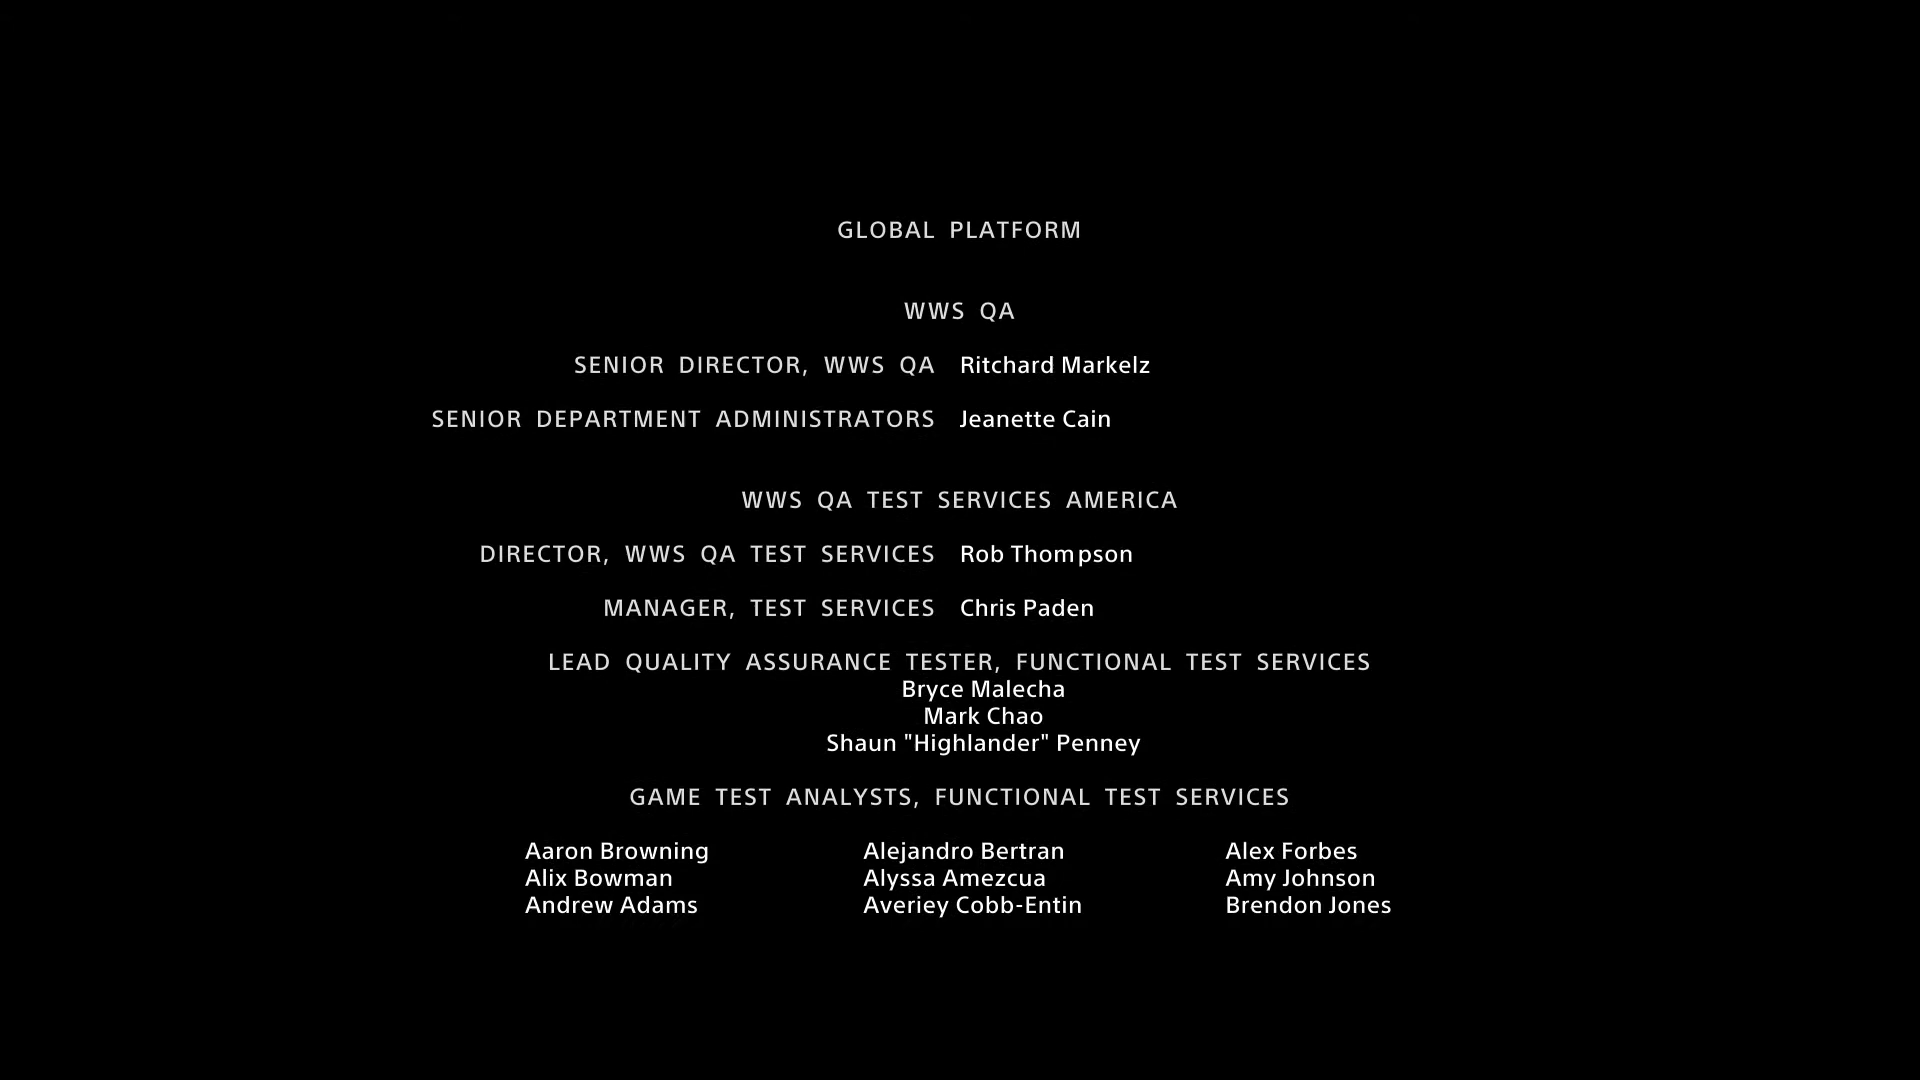 GLOBAL PLATFORM
WWS QA
SENIOR DIRECTOR, WWS QA Ritchard Markelz
SENIOR DEPARTMENT ADMINISTRATORS Jeanette Cain
WWS QA TEST SERVICES AMERICA
DIRECTOR, WWS QA TEST SERVICES Rob Thompson
MANAGER, TEST SERVICES Chris Paden
LEAD QUALITY ASSURANCE TESTER, FUNCTIONAL TEST SERVICES
Bryce Malecha
Mark Chao
Shaun "Highlander" Penney
GAME TEST ANALYSTS, FUNCTIONAL TEST SERVICES
Aaron Browning Alejandro Bertran Alex Forbes
Alix Bowman Alyssa Amezcua Amy Johnson
Andrew Adams Averiey Cobb-Entin Brendon Jones